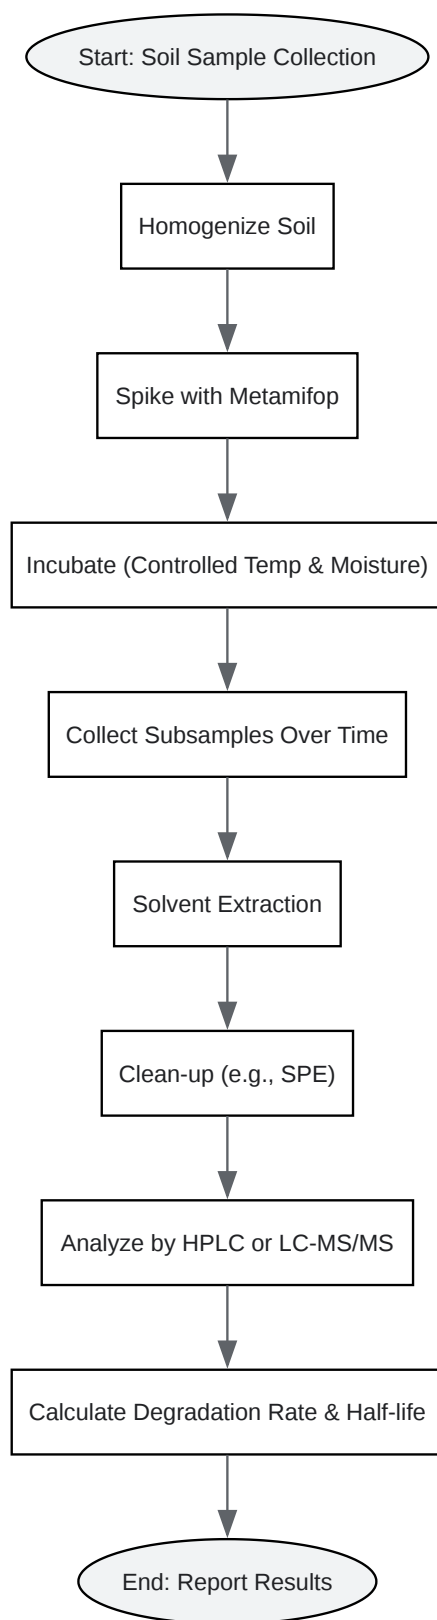 Start: Soil Sample Collection
Homogenize Soil
Spike with Metamifop
Incubate (Controlled Temp & Moisture)
Collect Subsamples Over Time
Solvent Extraction
Clean-up (e.g., SPE)
Analyze by HPLC or LC-MS/MS
Calculate Degradation Rate & Half-life
End: Report Results